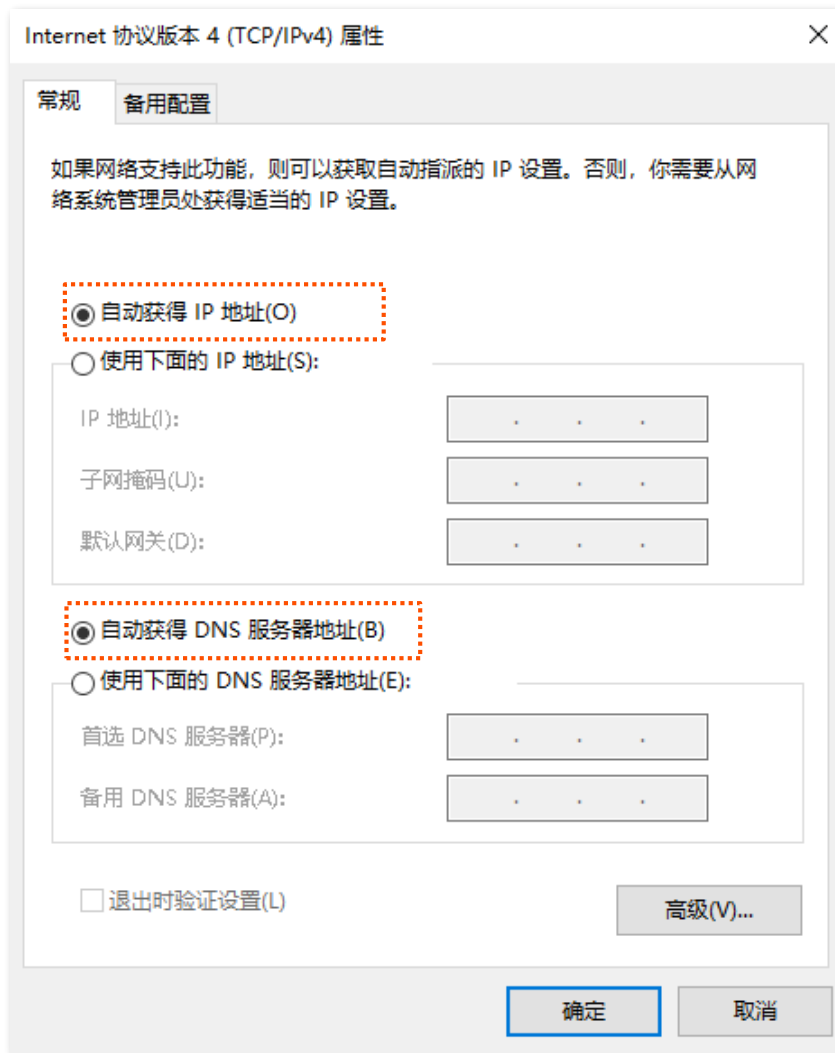 Internet 协议版本 4 (TCP/IPv4) 属性
常规
备用配置
如果网络支持此功能，则可以获取自动指派的 IP 设置。否则，你需要从网
络系统管理员处获得适当的 IP 设置。
自动获得 IP 地址(O)
使用下面的 IP 地址(S):
IP 地址(I):
子网掩码(U):
默认网关(D):
自动获得 DNS 服务器地址(B)
使用下面的 DNS 服务器地址(E):
首选 DNS 服务器(P):
备用 DNS 服务器(A):
退出时验证设置(L)
高级(V)...
确定
取消